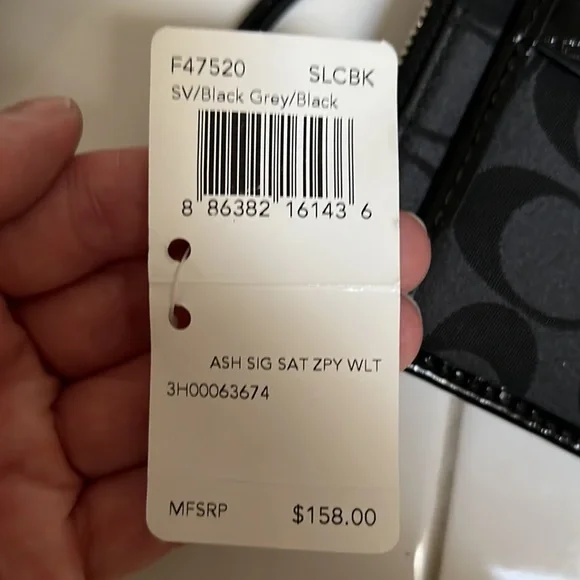 F47520 SLCBK
SV/Black Grey/Black
8 86382 16143 6
ASH SIG SAT ZPY WLT
3H00063674
MFSRP $158.00